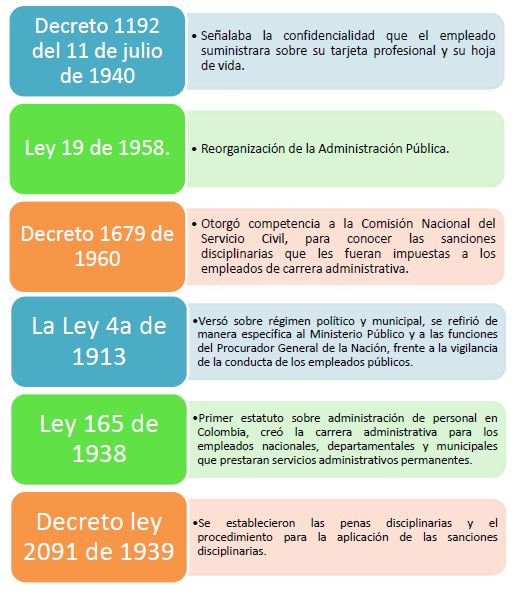 Decreto 1192
del 11 de julio
de 1940
• Señalaba la confidencialidad que el empleado
suministrara sobre su tarjeta profesional y su hoja
de vida.
Ley 19 de 1958.
• Reorganización de la Administración Pública.
Decreto 1679 de
1960
• Otorgó competencia a la Comisión Nacional del
Servicio Civil, para conocer las sanciones
disciplinarias que les fueran impuestas a los
empleados de carrera administrativa.
La Ley 4a de
1913
•Versó sobre régimen político y municipal, se refirió de
manera específica al Ministerio Público y a las funciones
del Procurador General de la Nación, frente a la vigilancia
de la conducta de los empleados públicos.
Ley 165 de
1938
•Primer estatuto sobre administración de personal en
Colombia, creó la carrera administrativa para los
empleados nacionales, departamentales y municipales
que prestaran servicios administrativos permanentes.
Decreto ley
2091 de 1939
•Se establecieron las penas disciplinarias y el
procedimiento para la aplicación de las sanciones
disciplinarias.